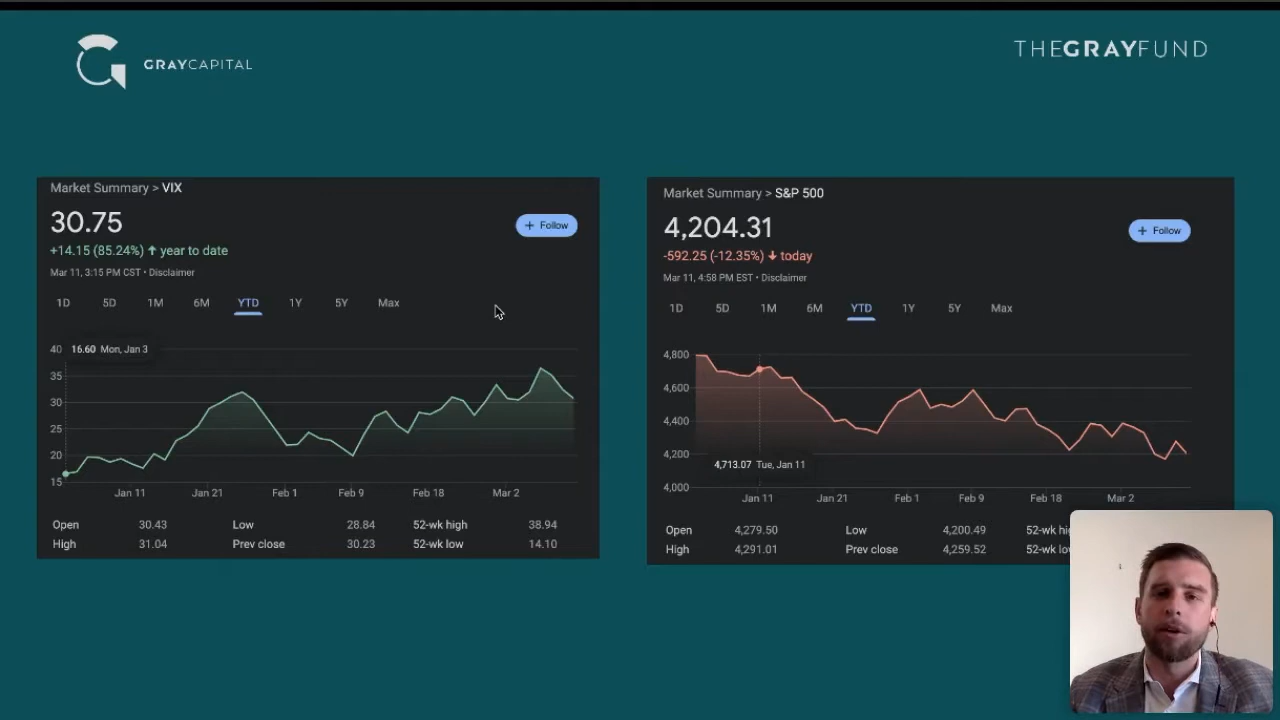 GRAYCAPITAL
THEGRAYFUND
Market Summary > VIX
30.75
+ Follow
+14.15 (85.24%) ↑ year to date
Mar 11, 3:15 PM CST • Disclaimer
1D 5D 1M 6M YTD 1Y 5Y Max
40 16.60 Mon, Jan 3
35
30
25
20
15
Jan 11 Jan 21 Feb 1 Feb 9 Feb 18 Mar 2
Open 30.43 Low 28.84 52-wk high 38.94
High 31.04 Prev close 30.23 52-wk low 14.10
Market Summary > S&P 500
4,204.31
+ Follow
-592.25 (-12.35%) ↓ today
Mar 11, 4:58 PM EST • Disclaimer
1D 5D 1M 6M YTD 1Y 5Y Max
4,800
4,600
4,400
4,200
4,713.07 Tue, Jan 11
4,000
Jan 11 Jan 21 Feb 1 Feb 9 Feb 18 Mar 2
Open 4,279.50 Low 4,200.49 52-wk hi
High 4,291.01 Prev close 4,259.52 52-wk lo